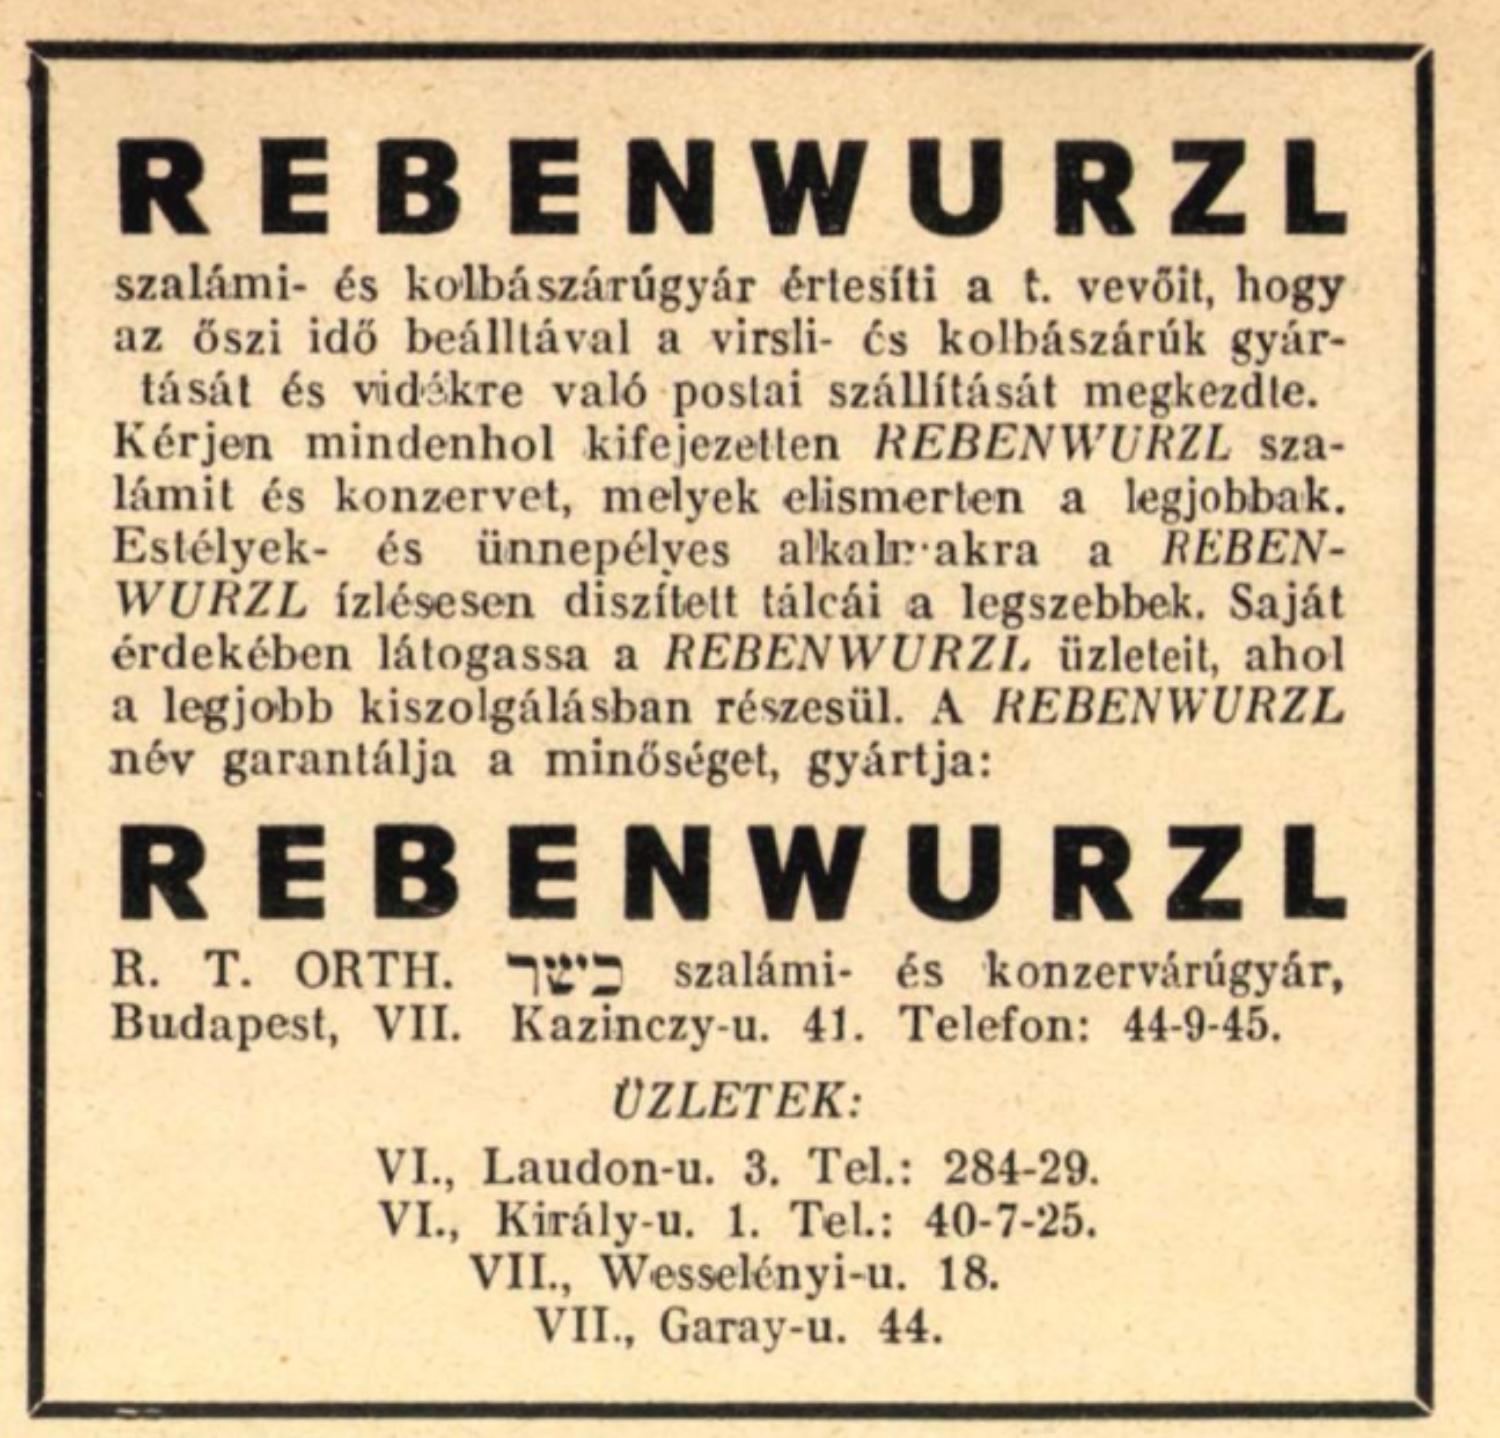 REBENWURZL
szalámi- és kolbászárúgyár értesíti a t. vevőit, hogy
az őszi idő beálltával a virsli- és kolbászárúk gyár-
tását és vidékre való postai szállítását megkezdte.
Kérjen mindenhol kifejezetten REBENWURZL sza-
lámit és konzervet, melyek elismerten a legjobbak.
Estélyek- és ünnepélyes alkalmakra a REBEN-
WURZL ízlésesen diszített tálcái a legszebbek. Saját
érdekében látogassa a REBENWURZL üzleteit, ahol
a legjobb kiszolgálásban részesül. A REBENWURZL
név garantálja a minőséget, gyártja:
REBENWURZL
R. T. ORTH. כישר szalámi- és konzervárúgyár,
Budapest, VII. Kazinczy-u. 41. Telefon: 44-9-45.
ÜZLETEK:
VI., Laudon-u. 3. Tel.: 284-29.
VI., Király-u. 1. Tel.: 40-7-25.
VII., Wesselényi-u. 18.
VII., Garay-u. 44.